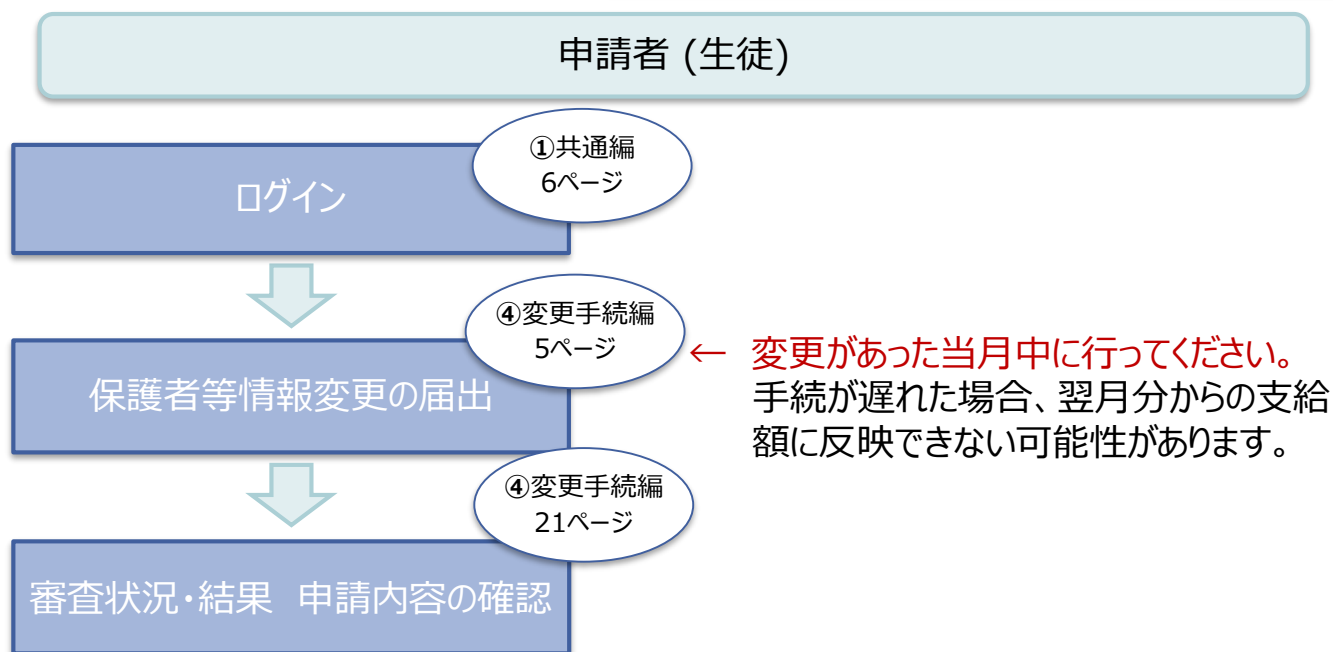 申請者 (生徒)
①共通編
6ページ
ログイン
④変更手続編
5ページ
保護者等情報変更の届出
← 変更があった当月中に行ってください。
手続が遅れた場合、翌月分からの支給
額に反映できない可能性があります。
④変更手続編
21ページ
審査状況・結果　申請内容の確認